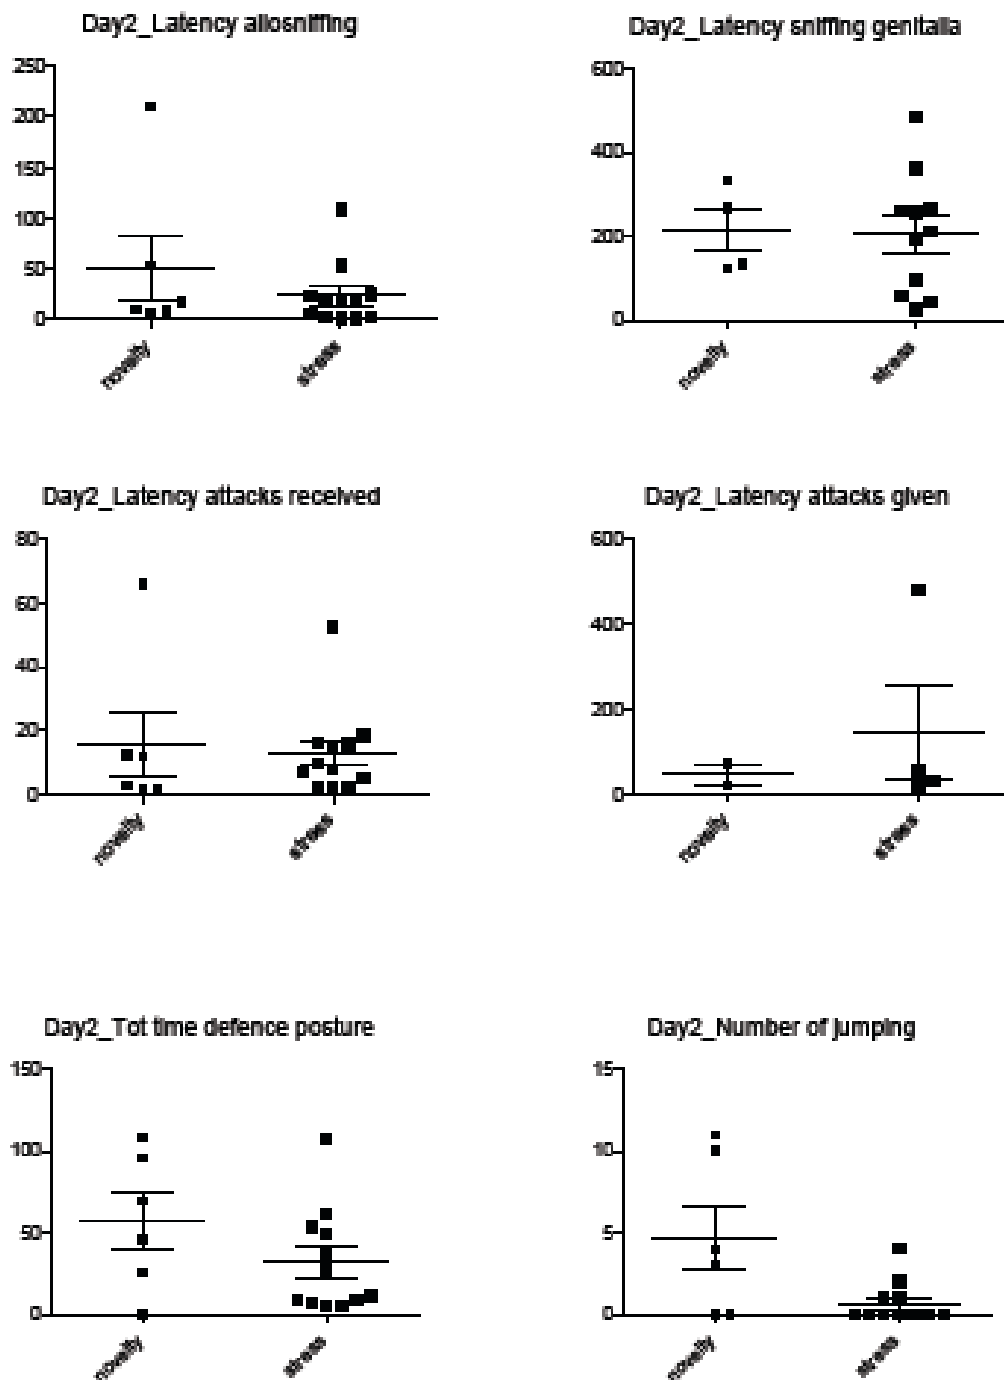 Day2_Latency allosniffing
250
200
150
100
50
0
novelty
stress
Day2_Latency sniffing genitalia
600
400
200
0
novelty
stress
Day2_Latency attacks received
80
60
40
20
0
novelty
stress
Day2_Latency attacks given
600
400
200
0
novelty
stress
Day2_Tot time defence posture
150
100
50
0
novelty
stress
Day2_Number of jumping
15
10
5
0
novelty
stress